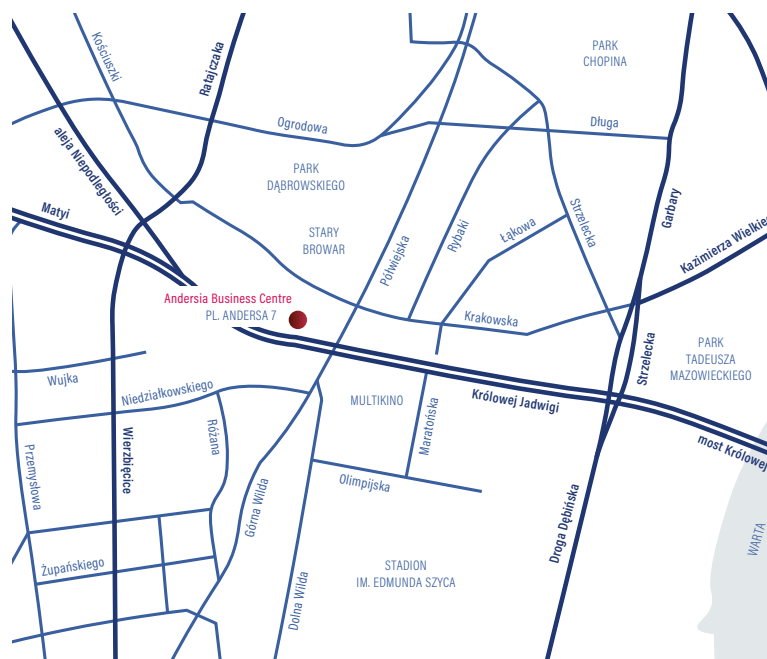 Kościuszki
Ratajczaka
PARK
CHOPINA
Ogrodowa
Długa
aleja Niepodległości
PARK
DĄBROWSKIEGO
Matyi
Garbary
STARY
BROWAR
Półwiejska
Rybaki
Łąkowa
Strzelecka
Kazimierza Wielkie
Andersia Business Centre
PL. ANDERSA 7
Krakowska
Strzelecka
PARK
TADEUSZA
MAZOWIECKIEGO
Wujka
Niedziałkowskiego
MULTIKINO
Maratońska
Królowej Jadwigi
Różana
most Królowej
Przemysłowa
Wierzbięcice
Olimpijska
Górna Wilda
Droga Dębińska
WARTA
Żupańskiego
STADION
IM. EDMUNDA SZYCA
Dolna Wilda